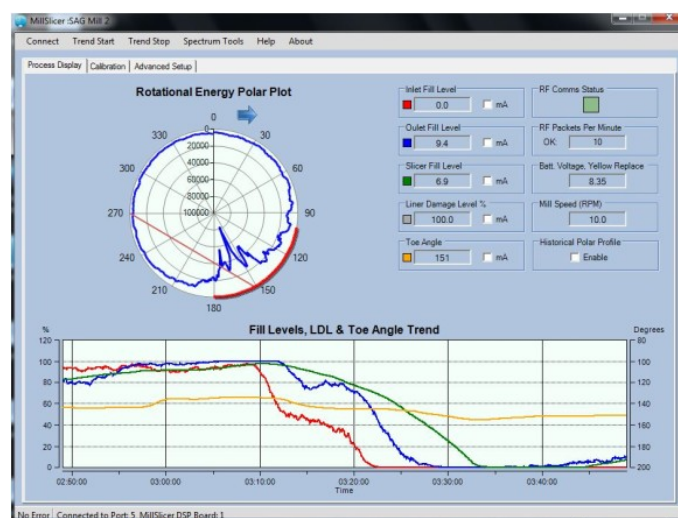 MillSlicer :SAG Mill 2
Connect Trend Start Trend Stop Spectrum Tools Help About
Process Display Calibration Advanced Setup
Rotational Energy Polar Plot
0
330 30
300 60
270 90
240 120
210 150
180
0
20000
40000
60000
80000
100000
Inlet Fill Level
0.0 mA
Oulet Fill Level
9.4 mA
Slicer Fill Level
6.9 mA
Liner Damage Level %
100.0 mA
Toe Angle
151 mA
RF Comms Status
RF Packets Per Minute
OK: 10
Batt. Voltage, Yellow Replace
8.35
Mill Speed (RPM)
10.0
Historical Polar Profile
Enable
Fill Levels, LDL & Toe Angle Trend
% Degrees
120 80
100 100
80 120
60 140
40 160
20 180
0 200
02:50:00 03:00:00 03:10:00 03:20:00 03:30:00 03:40:00
Time
No Error Connected to Port: 5, MillSlicer DSP Board: 1